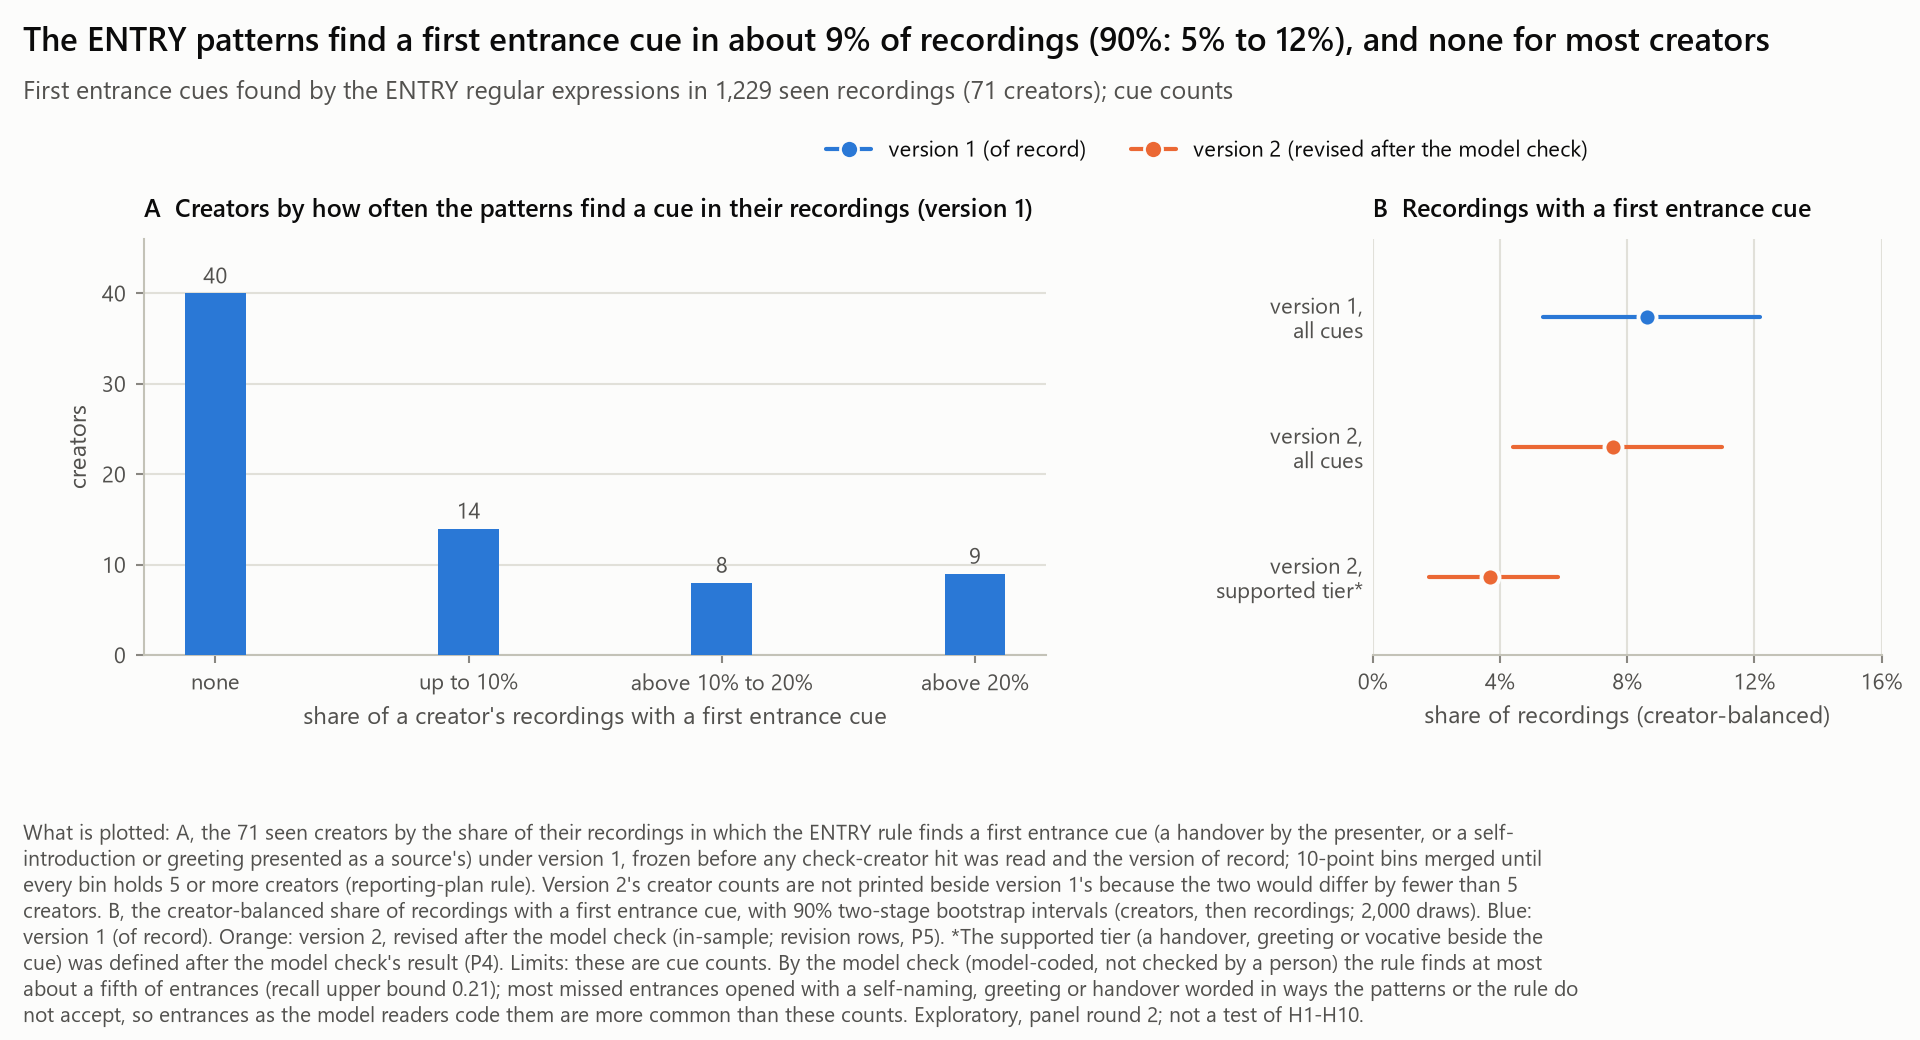 The ENTRY patterns find a first entrance cue in about 9% of recordings (90%: 5% to 12%), and none for most creators
First entrance cues found by the ENTRY regular expressions in 1,229 seen recordings (71 creators); cue counts
version 1 (of record)
version 2 (revised after the model check)
A Creators by how often the patterns find a cue in their recordings (version 1)
creators
40
30
20
10
0
40
14
8
9
none
up to 10%
above 10% to 20%
above 20%
share of a creator's recordings with a first entrance cue
B Recordings with a first entrance cue
version 1,
all cues
version 2,
all cues
version 2,
supported tier*
0%
4%
8%
12%
16%
share of recordings (creator-balanced)
What is plotted: A, the 71 seen creators by the share of their recordings in which the ENTRY rule finds a first entrance cue (a handover by the presenter, or a self-
introduction or greeting presented as a source's) under version 1, frozen before any check-creator hit was read and the version of record; 10-point bins merged until
every bin holds 5 or more creators (reporting-plan rule). Version 2's creator counts are not printed beside version 1's because the two would differ by fewer than 5
creators. B, the creator-balanced share of recordings with a first entrance cue, with 90% two-stage bootstrap intervals (creators, then recordings; 2,000 draws). Blue:
version 1 (of record). Orange: version 2, revised after the model check (in-sample; revision rows, P5). *The supported tier (a handover, greeting or vocative beside the
cue) was defined after the model check's result (P4). Limits: these are cue counts. By the model check (model-coded, not checked by a person) the rule finds at most
about a fifth of entrances (recall upper bound 0.21); most missed entrances opened with a self-naming, greeting or handover worded in ways the patterns or the rule do
not accept, so entrances as the model readers code them are more common than these counts. Exploratory, panel round 2; not a test of H1-H10.